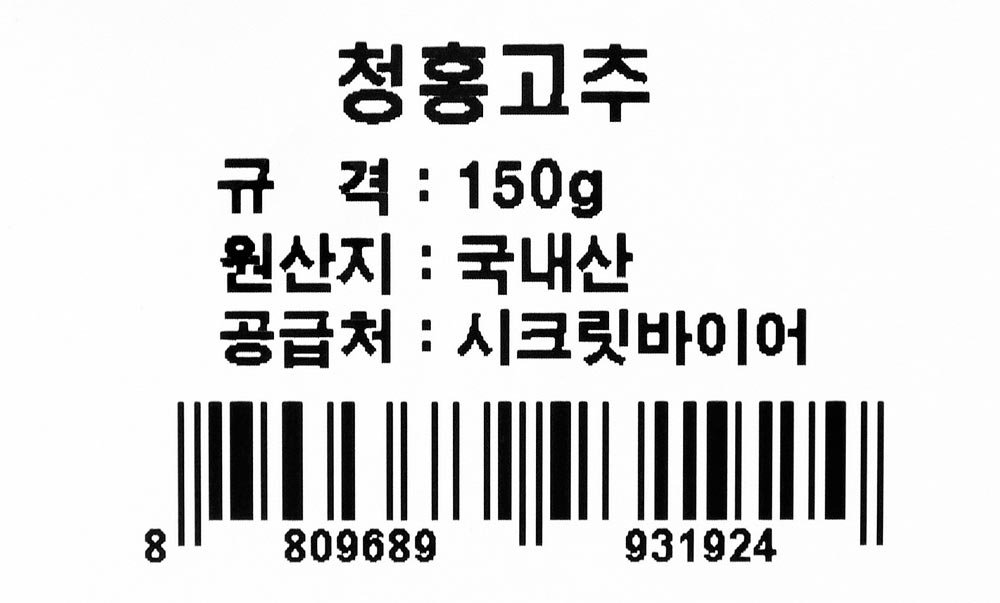 청홍고추
규 격 : 150g
원산지 : 국내산
공급처 : 시크릿바이어
8 809689 931924